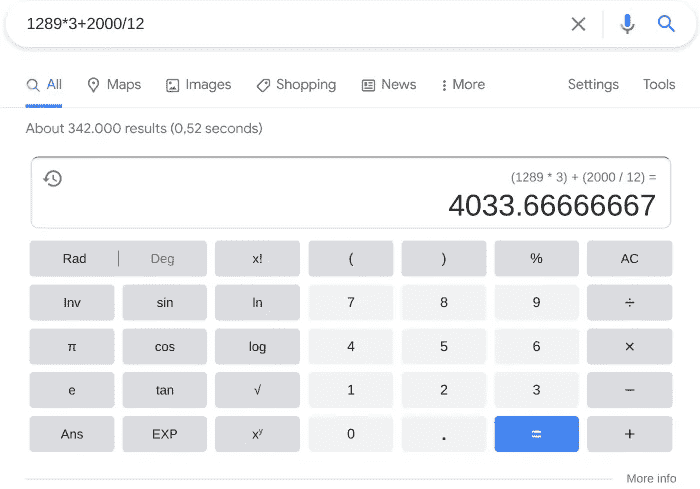 1289*3+2000/12
All Maps Images Shopping News More Settings Tools
About 342.000 results (0,52 seconds)
(1289 * 3) + (2000 / 12) =
4033.66666667
Rad Deg x! ( ) % AC
Inv sin ln 7 8 9 ÷
π cos log 4 5 6 ×
e tan √ 1 2 3 −
Ans EXP xʸ 0 . = +
More info